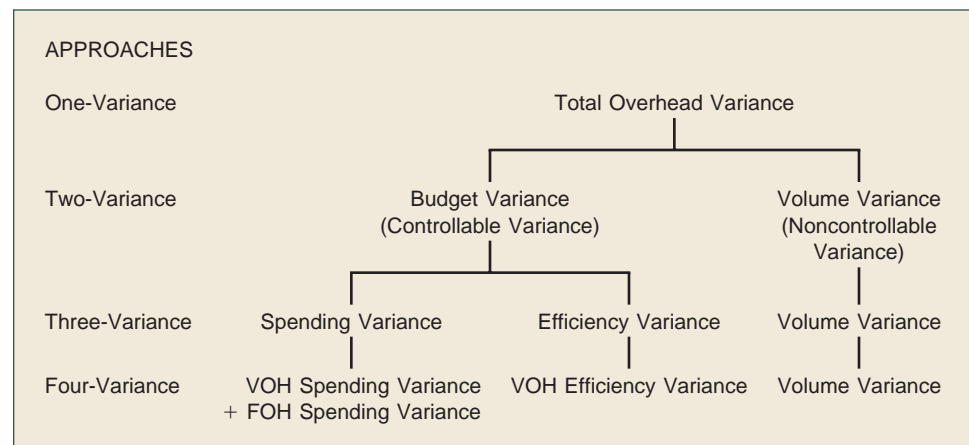 APPROACHES
One-Variance Total Overhead Variance
Two-Variance Budget Variance Volume Variance
(Controllable Variance) (Noncontrollable
Variance)
Three-Variance Spending Variance Efficiency Variance Volume Variance
Four-Variance VOH Spending Variance VOH Efficiency Variance Volume Variance
+ FOH Spending Variance